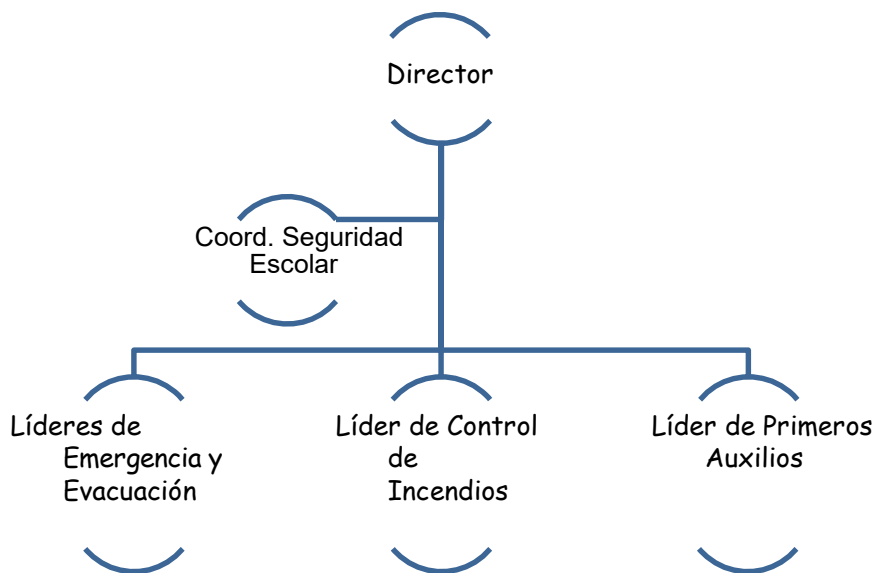 Director
Coord. Seguridad
Escolar
Líderes de
Emergencia y
Evacuación
Líder de Control
de
Incendios
Líder de Primeros
Auxilios